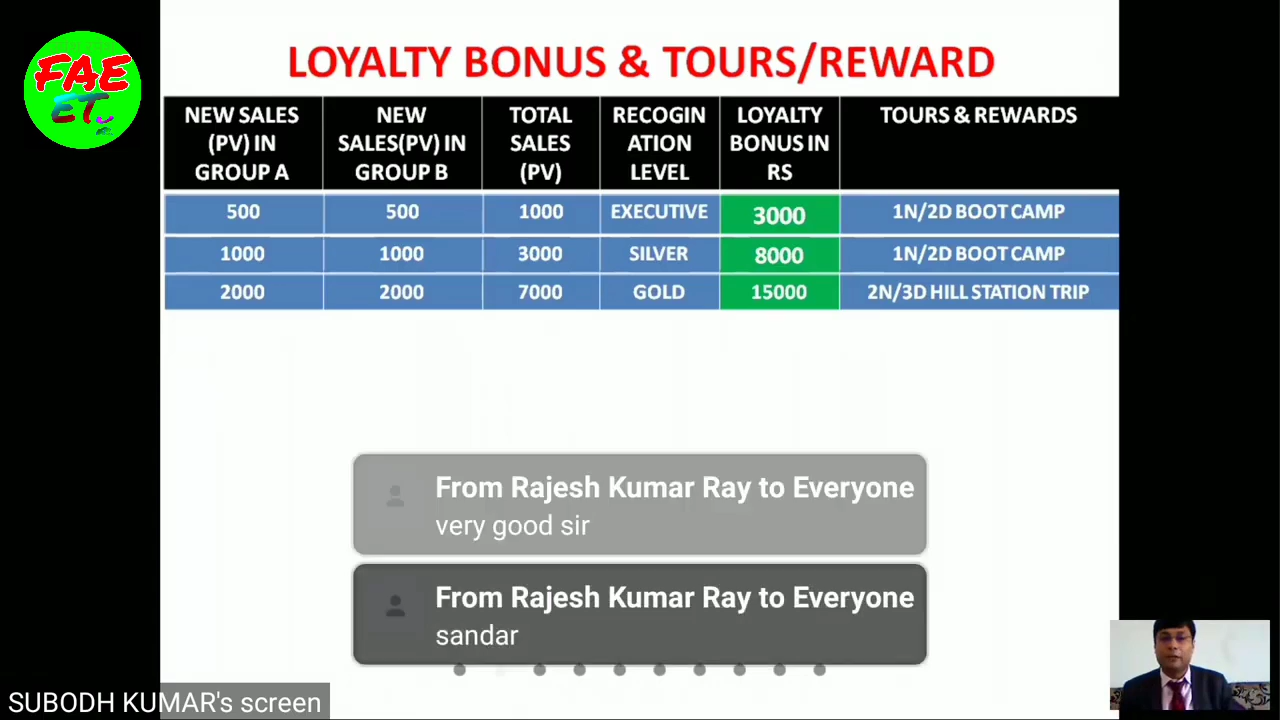 FAE
ET
LOYALTY BONUS & TOURS/REWARD
NEW SALES (PV) IN GROUP A
NEW SALES(PV) IN GROUP B
TOTAL SALES (PV)
RECOGIN ATION LEVEL
LOYALTY BONUS IN RS
TOURS & REWARDS
500 500 1000 EXECUTIVE 3000 1N/2D BOOT CAMP
1000 1000 3000 SILVER 8000 1N/2D BOOT CAMP
2000 2000 7000 GOLD 15000 2N/3D HILL STATION TRIP
From Rajesh Kumar Ray to Everyone
very good sir
From Rajesh Kumar Ray to Everyone
sandar
SUBODH KUMAR's screen